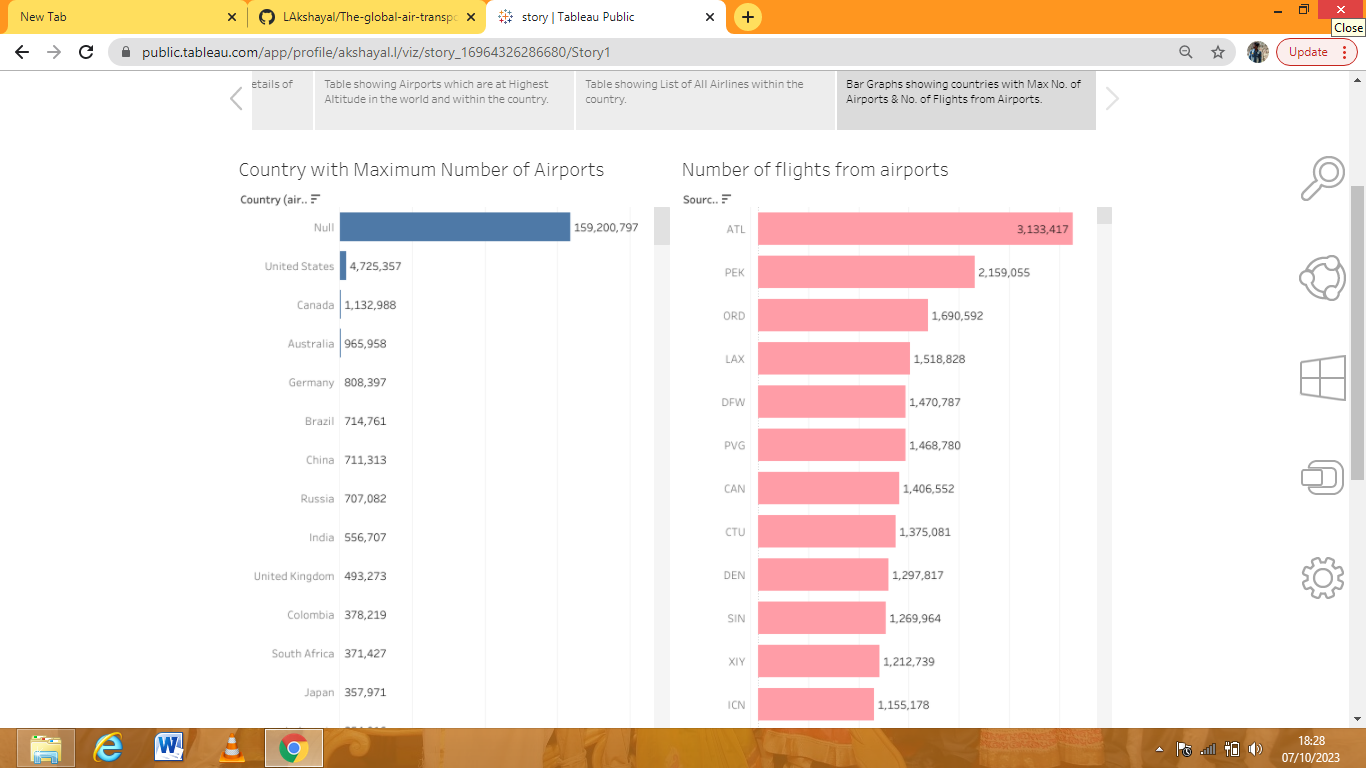 New Tab
LAkshayal/The-global-air-transpo
story | Tableau Public
Close
public.tableau.com/app/profile/akshayal.l/viz/story_16964326286680/Story1
Update
etails of
Table showing Airports which are at Highest
Altitude in the world and within the country.
Table showing List of All Airlines within the
country.
Bar Graphs showing countries with Max No. of
Airports & No. of Flights from Airports.
Country with Maximum Number of Airports
Country (air..
Null 159,200,797
United States 4,725,357
Canada 1,132,988
Australia 965,958
Germany 808,397
Brazil 714,761
China 711,313
Russia 707,082
India 556,707
United Kingdom 493,273
Colombia 378,219
South Africa 371,427
Japan 357,971
Number of flights from airports
Sourc..
ATL 3,133,417
PEK 2,159,055
ORD 1,690,592
LAX 1,518,828
DFW 1,470,787
PVG 1,468,780
CAN 1,406,552
CTU 1,375,081
DEN 1,297,817
SIN 1,269,964
XIY 1,212,739
ICN 1,155,178
18:28
07/10/2023